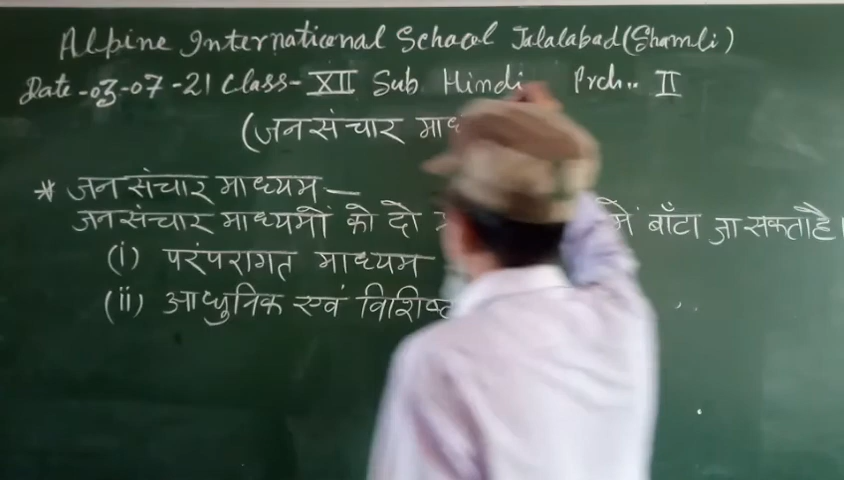 Alpine International School Jalalabad (Shamli)
Date -03-07-21 Class- XII Sub. Hindi Prch.. II
(जनसंचार
* जनसंचार माध्यम —
जनसंचार माध्यमों को दो में बाँटा जा सकता है।
(i) परंपरागत माध्यम
(ii) आधुनिक एवं